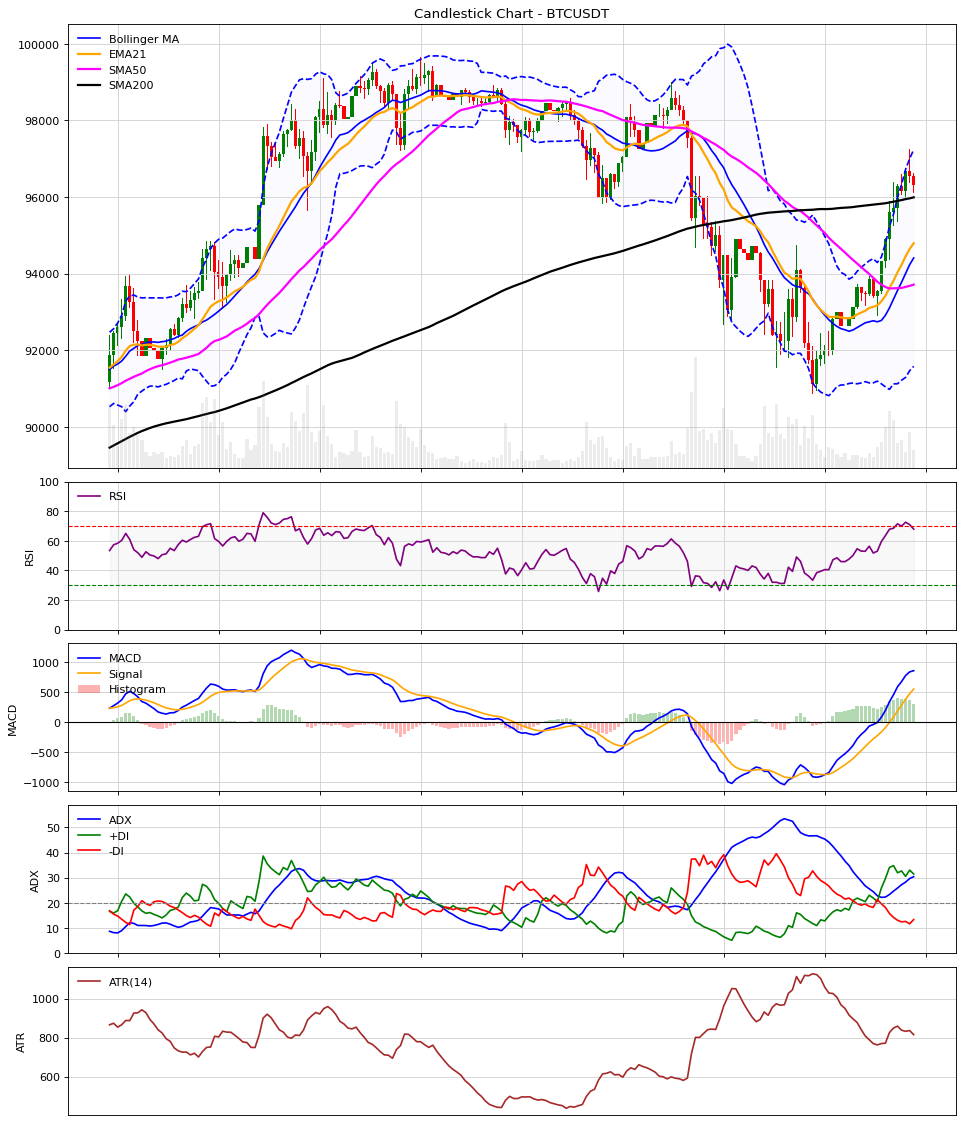 Candlestick Chart - BTCUSDT
Bollinger MA
EMA21
SMA50
SMA200
100000
98000
96000
94000
92000
90000
RSI
RSI
100
80
60
40
20
0
MACD
Signal
Histogram
MACD
1000
500
0
−500
−1000
ADX
+DI
-DI
ADX
50
40
30
20
10
0
ATR(14)
ATR
1000
800
600